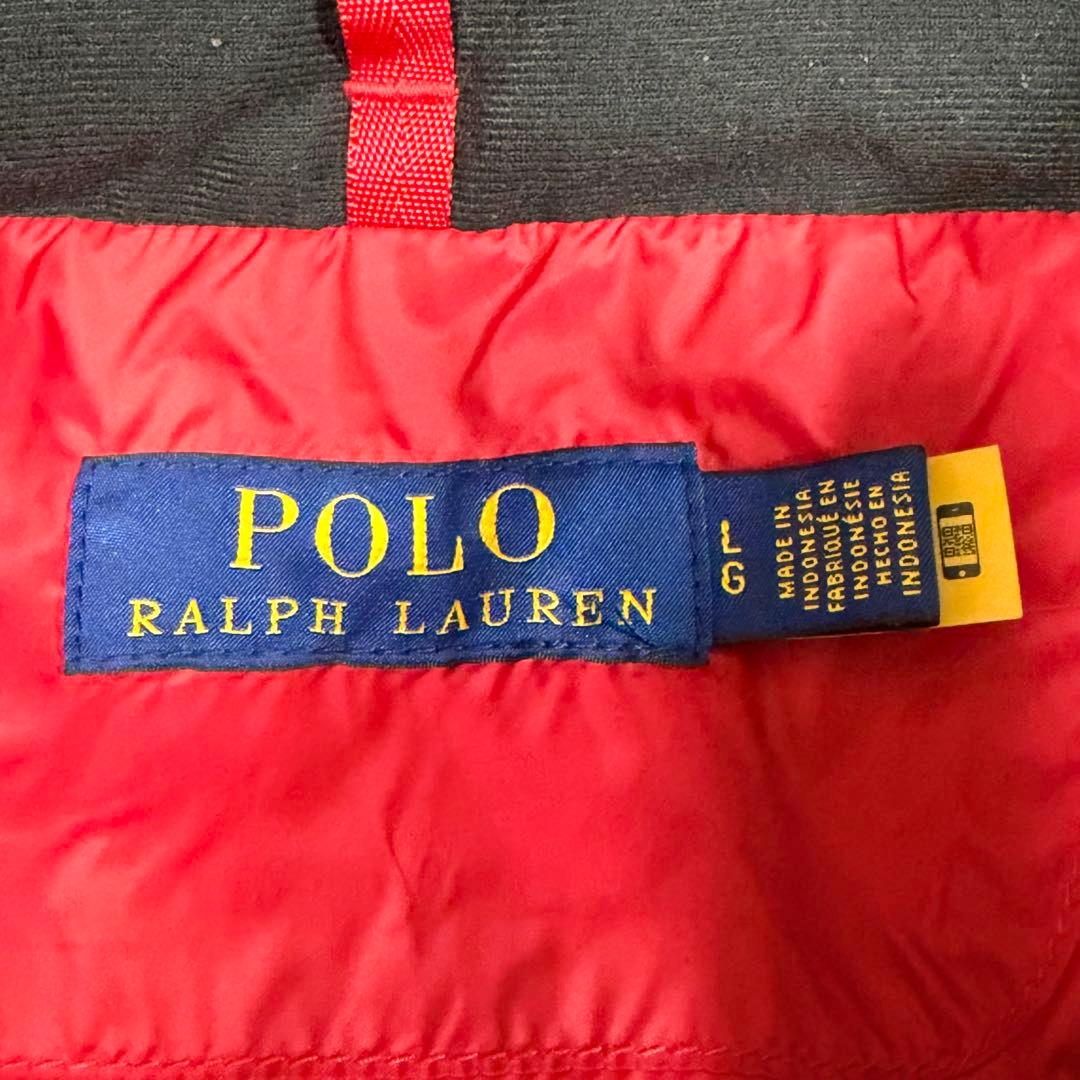 POLO
RALPH LAUREN
L
G
MADE IN
INDONESIA
FABRIQUÉ EN
INDONÉSIE
HECHO EN
INDONESIA